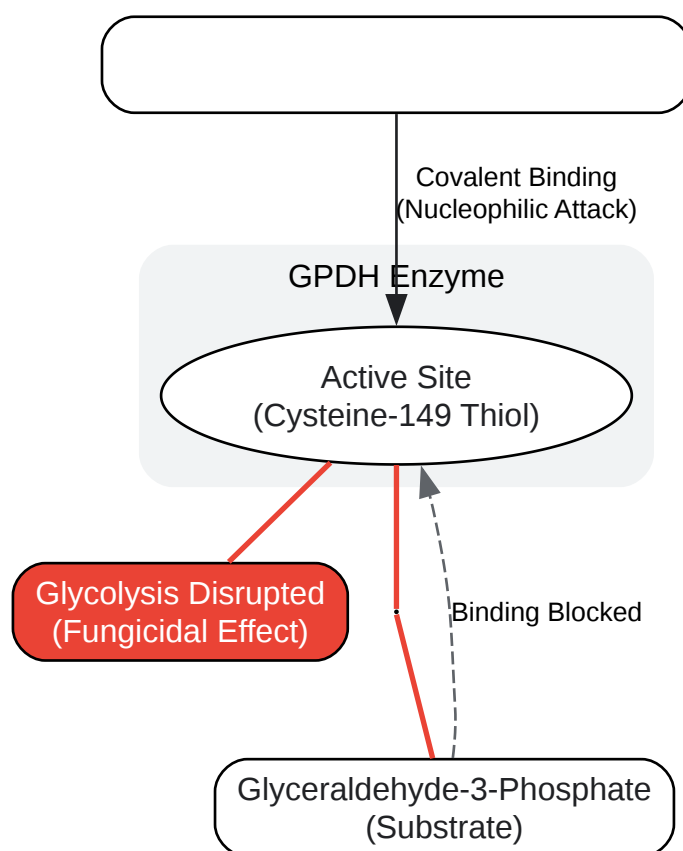 Covalent Binding
(Nucleophilic Attack)
GPDH Enzyme
Active Site
(Cysteine-149 Thiol)
Glycolysis Disrupted
(Fungicidal Effect)
Binding Blocked
Glyceraldehyde-3-Phosphate
(Substrate)